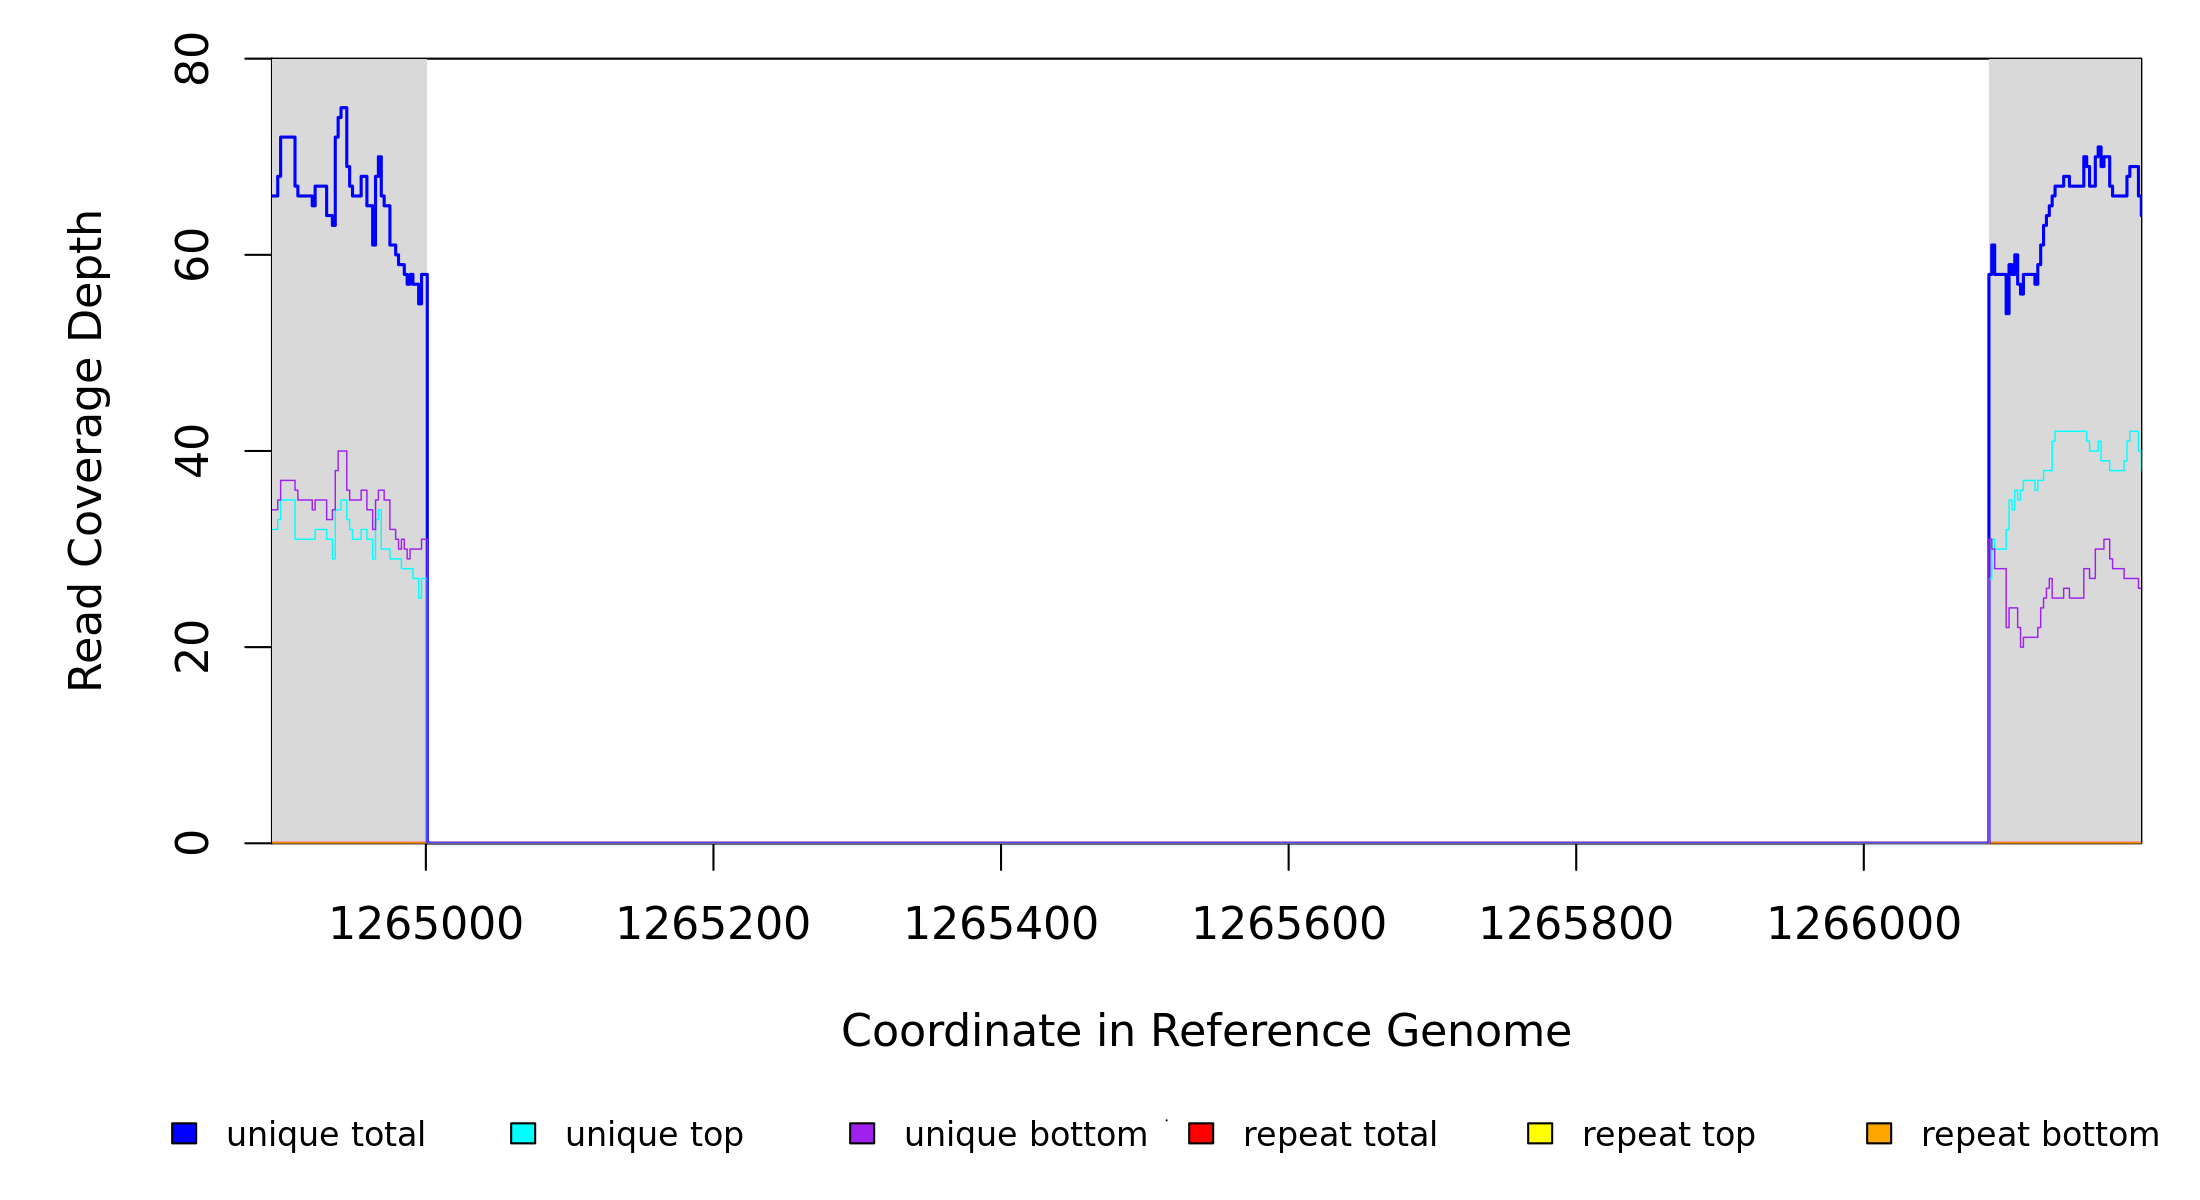 80
60
40
20
0
Read Coverage Depth
1265000 1265200 1265400 1265600 1265800 1266000
Coordinate in Reference Genome
unique total unique top unique bottom repeat total repeat top repeat bottom